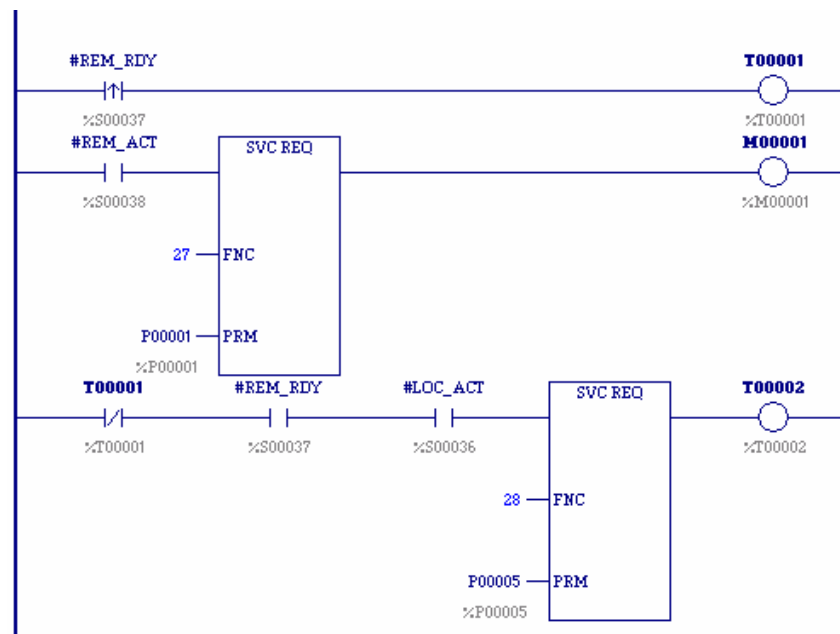 #REM_RDY T00001
%S00037 %T00001
#REM_ACT SVC REQ M00001
%S00038 %M00001
27 FNC
P00001 PRM
%P00001
T00001 #REM_RDY #LOC_ACT SVC REQ T00002
%T00001 %S00037 %S00036 %T00002
28 FNC
P00005 PRM
%P00005